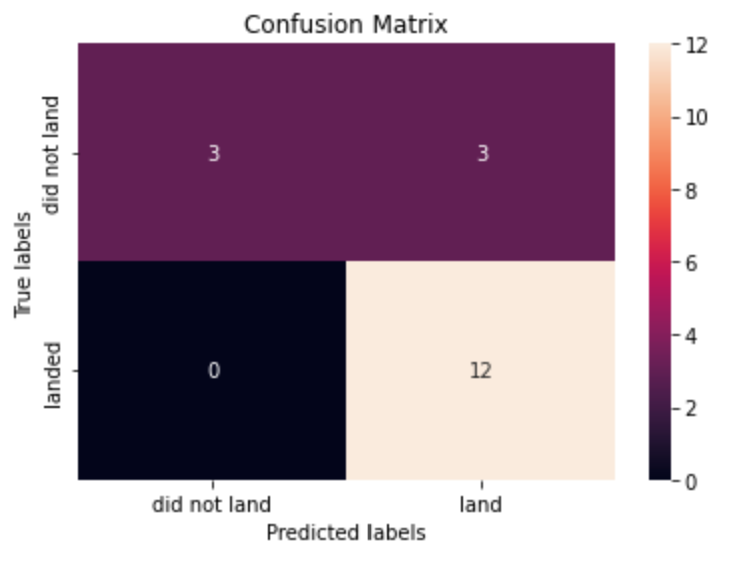 Confusion Matrix
True labels
did not land
landed
3
3
0
12
did not land
land
Predicted labels
12
10
8
6
4
2
0